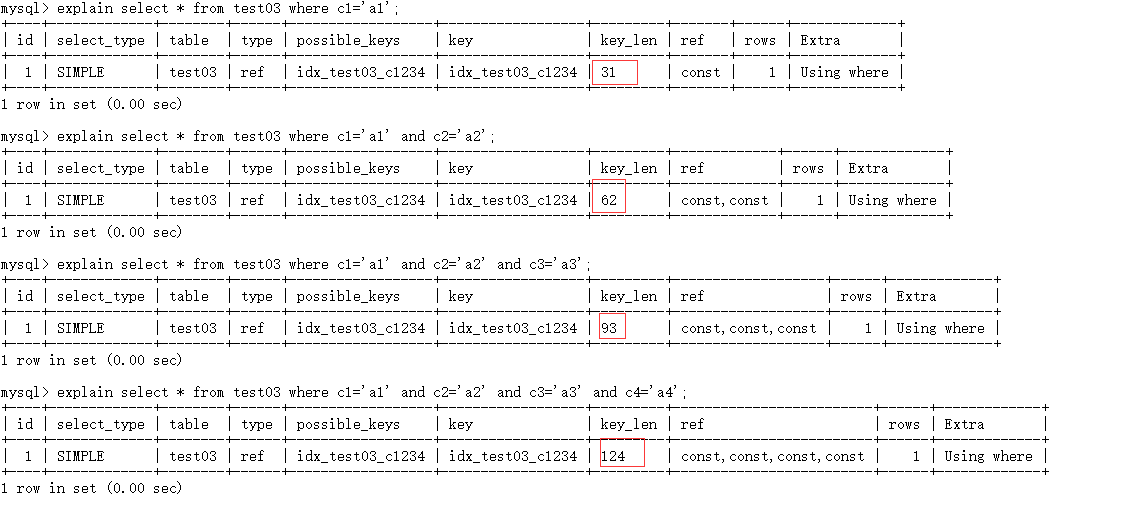 mysql> explain select * from test03 where c1='a1';
+----+-------------+--------+------+-----------------+-----------------+---------+-------+------+-------------+
| id | select_type | table | type | possible_keys | key | key_len | ref | rows | Extra |
+----+-------------+--------+------+-----------------+-----------------+---------+-------+------+-------------+
| 1 | SIMPLE | test03 | ref | idx_test03_c1234 | idx_test03_c1234 | 31 | const | 1 | Using where |
+----+-------------+--------+------+-----------------+-----------------+---------+-------+------+-------------+
1 row in set (0.00 sec)
mysql> explain select * from test03 where c1='a1' and c2='a2';
+----+-------------+--------+------+-----------------+-----------------+---------+-------------+------+-------------+
| id | select_type | table | type | possible_keys | key | key_len | ref | rows | Extra |
+----+-------------+--------+------+-----------------+-----------------+---------+-------------+------+-------------+
| 1 | SIMPLE | test03 | ref | idx_test03_c1234 | idx_test03_c1234 | 62 | const,const | 1 | Using where |
+----+-------------+--------+------+-----------------+-----------------+---------+-------------+------+-------------+
1 row in set (0.00 sec)
mysql> explain select * from test03 where c1='a1' and c2='a2' and c3='a3';
+----+-------------+--------+------+-----------------+-----------------+---------+-------------------+------+-------------+
| id | select_type | table | type | possible_keys | key | key_len | ref | rows | Extra |
+----+-------------+--------+------+-----------------+-----------------+---------+-------------------+------+-------------+
| 1 | SIMPLE | test03 | ref | idx_test03_c1234 | idx_test03_c1234 | 93 | const,const,const | 1 | Using where |
+----+-------------+--------+------+-----------------+-----------------+---------+-------------------+------+-------------+
1 row in set (0.00 sec)
mysql> explain select * from test03 where c1='a1' and c2='a2' and c3='a3' and c4='a4';
+----+-------------+--------+------+-----------------+-----------------+---------+-------------------------+------+-------------+
| id | select_type | table | type | possible_keys | key | key_len | ref | rows | Extra |
+----+-------------+--------+------+-----------------+-----------------+---------+-------------------------+------+-------------+
| 1 | SIMPLE | test03 | ref | idx_test03_c1234 | idx_test03_c1234 | 124 | const,const,const,const | 1 | Using where |
+----+-------------+--------+------+-----------------+-----------------+---------+-------------------------+------+-------------+
1 row in set (0.00 sec)